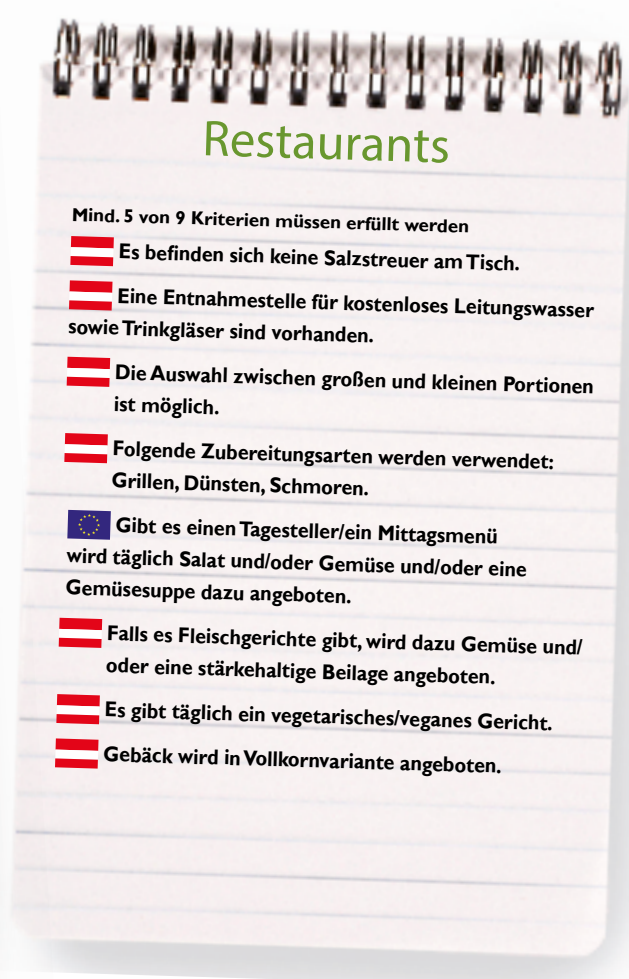 Restaurants
Mind. 5 von 9 Kriterien müssen erfüllt werden
Es befinden sich keine Salzstreuer am Tisch.
Eine Entnahmestelle für kostenloses Leitungswasser
sowie Trinkgläser sind vorhanden.
Die Auswahl zwischen großen und kleinen Portionen
ist möglich.
Folgende Zubereitungsarten werden verwendet:
Grillen, Dünsten, Schmoren.
Gibt es einen Tagesteller/ein Mittagsmenü
wird täglich Salat und/oder Gemüse und/oder eine
Gemüsesuppe dazu angeboten.
Falls es Fleischgerichte gibt, wird dazu Gemüse und/
oder eine stärkehaltige Beilage angeboten.
Es gibt täglich ein vegetarisches/veganes Gericht.
Gebäck wird in Vollkornvariante angeboten.